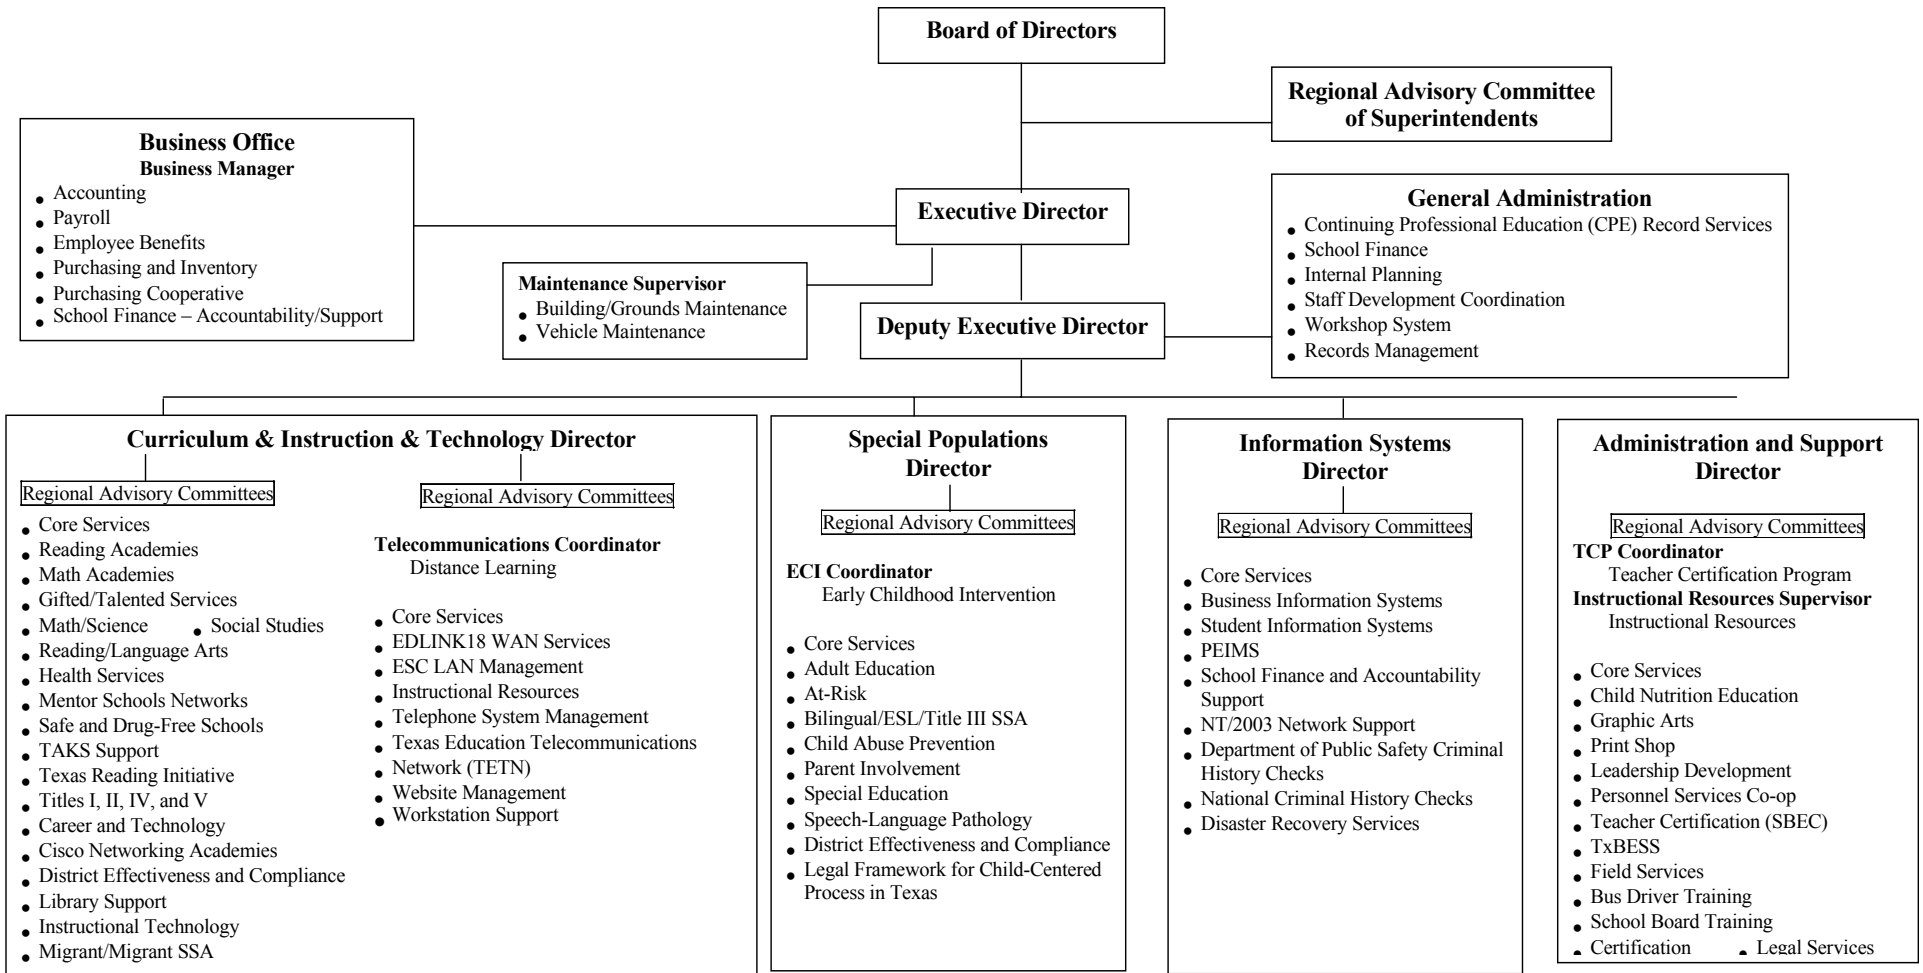 Board of Directors
Regional Advisory Committee
of Superintendents
Business Office
Business Manager
• Accounting
• Payroll
• Employee Benefits
• Purchasing and Inventory
• Purchasing Cooperative
• School Finance – Accountability/Support
Executive Director
General Administration
• Continuing Professional Education (CPE) Record Services
• School Finance
• Internal Planning
• Staff Development Coordination
• Workshop System
• Records Management
Maintenance Supervisor
• Building/Grounds Maintenance
• Vehicle Maintenance
Deputy Executive Director
Curriculum & Instruction & Technology Director
Regional Advisory Committees
• Core Services
• Reading Academies
• Math Academies
• Gifted/Talented Services
• Math/Science • Social Studies
• Reading/Language Arts
• Health Services
• Mentor Schools Networks
• Safe and Drug-Free Schools
• TAKS Support
• Texas Reading Initiative
• Titles I, II, IV, and V
• Career and Technology
• Cisco Networking Academies
• District Effectiveness and Compliance
• Library Support
• Instructional Technology
• Migrant/Migrant SSA
Regional Advisory Committees
Telecommunications Coordinator
Distance Learning
• Core Services
• EDLINK18 WAN Services
• ESC LAN Management
• Instructional Resources
• Telephone System Management
• Texas Education Telecommunications
• Network (TETN)
• Website Management
• Workstation Support
Special Populations
Director
Regional Advisory Committees
ECI Coordinator
Early Childhood Intervention
• Core Services
• Adult Education
• At-Risk
• Bilingual/ESL/Title III SSA
• Child Abuse Prevention
• Parent Involvement
• Special Education
• Speech-Language Pathology
• District Effectiveness and Compliance
• Legal Framework for Child-Centered
Process in Texas
Information Systems
Director
Regional Advisory Committees
• Core Services
• Business Information Systems
• Student Information Systems
• PEIMS
• School Finance and Accountability
Support
• NT/2003 Network Support
• Department of Public Safety Criminal
History Checks
• National Criminal History Checks
• Disaster Recovery Services
Administration and Support
Director
Regional Advisory Committees
TCP Coordinator
Teacher Certification Program
Instructional Resources Supervisor
Instructional Resources
• Core Services
• Child Nutrition Education
• Graphic Arts
• Print Shop
• Leadership Development
• Personnel Services Co-op
• Teacher Certification (SBEC)
• TxBESS
• Field Services
• Bus Driver Training
• School Board Training
• Certification • Legal Services